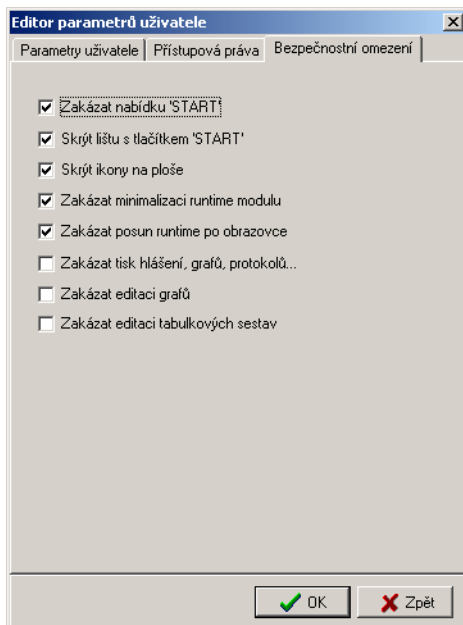 Editor parametrů uživatele
Parametry uživatele Přístupová práva Bezpečnostní omezení
Zakázat nabídku 'START'
Skrýt lištu s tlačítkem 'START'
Skrýt ikony na ploše
Zakázat minimalizaci runtime modulu
Zakázat posun runtime po obrazovce
Zakázat tisk hlášení, grafů, protokolů...
Zakázat editaci grafů
Zakázat editaci tabulkových sestav
OK Zpět